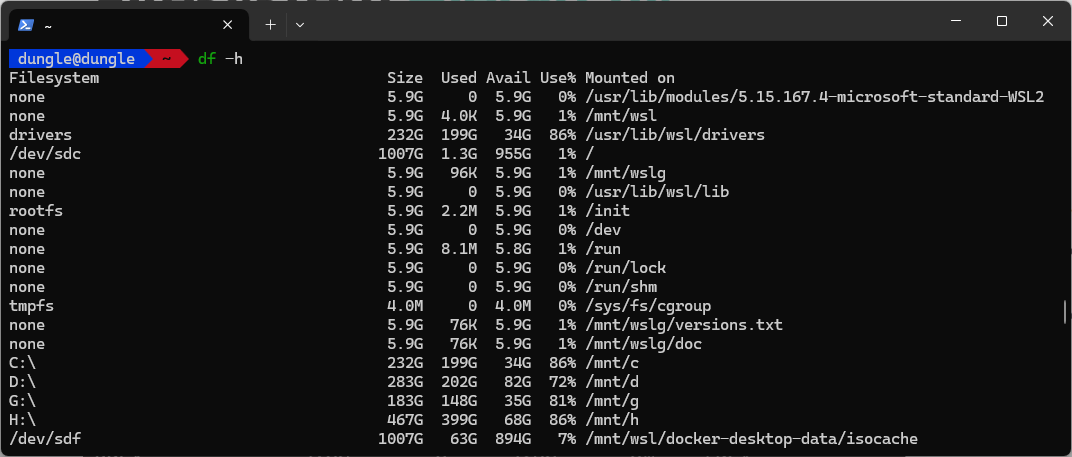 ~
dungle@dungle ~ df -h
Filesystem Size Used Avail Use% Mounted on
none 5.9G 0 5.9G 0% /usr/lib/modules/5.15.167.4-microsoft-standard-WSL2
none 5.9G 4.0K 5.9G 1% /mnt/wsl
drivers 232G 199G 34G 86% /usr/lib/wsl/drivers
/dev/sdc 1007G 1.3G 955G 1% /
none 5.9G 96K 5.9G 1% /mnt/wslg
none 5.9G 0 5.9G 0% /usr/lib/wsl/lib
rootfs 5.9G 2.2M 5.9G 1% /init
none 5.9G 0 5.9G 0% /dev
none 5.9G 8.1M 5.8G 1% /run
none 5.9G 0 5.9G 0% /run/lock
none 5.9G 0 5.9G 0% /run/shm
tmpfs 4.0M 0 4.0M 0% /sys/fs/cgroup
none 5.9G 76K 5.9G 1% /mnt/wslg/versions.txt
none 5.9G 76K 5.9G 1% /mnt/wslg/doc
C:\ 232G 199G 34G 86% /mnt/c
D:\ 283G 202G 82G 72% /mnt/d
G:\ 183G 148G 35G 81% /mnt/g
H:\ 467G 399G 68G 86% /mnt/h
/dev/sdf 1007G 63G 894G 7% /mnt/wsl/docker-desktop-data/isocache